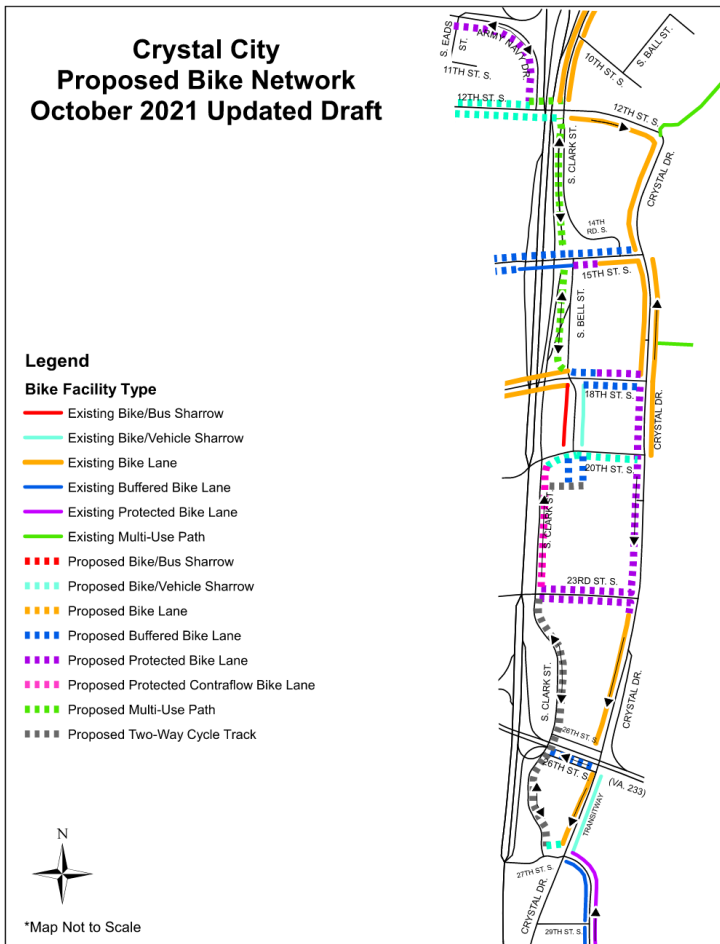 Crystal City
Proposed Bike Network
October 2021 Updated Draft
S. EADS
ST.
ARMY NAVY DR.
11TH ST. S.
12TH ST. S.
10TH ST. S.
S. BALL ST.
12TH ST. S.
S. CLARK ST.
CRYSTAL DR.
14TH
RD. S.
15TH ST. S.
S. BELL ST.
18TH ST. S.
CRYSTAL DR.
20TH ST. S.
S. CLARK ST.
23RD ST. S.
S. CLARK ST.
CRYSTAL DR.
26TH ST. S.
26TH ST. S.
(VA. 233)
TRANSITWAY
27TH ST. S.
CRYSTAL DR.
29TH ST. S.
Legend
Bike Facility Type
Existing Bike/Bus Sharrow
Existing Bike/Vehicle Sharrow
Existing Bike Lane
Existing Buffered Bike Lane
Existing Protected Bike Lane
Existing Multi-Use Path
Proposed Bike/Bus Sharrow
Proposed Bike/Vehicle Sharrow
Proposed Bike Lane
Proposed Buffered Bike Lane
Proposed Protected Bike Lane
Proposed Protected Contraflow Bike Lane
Proposed Multi-Use Path
Proposed Two-Way Cycle Track
N
*Map Not to Scale